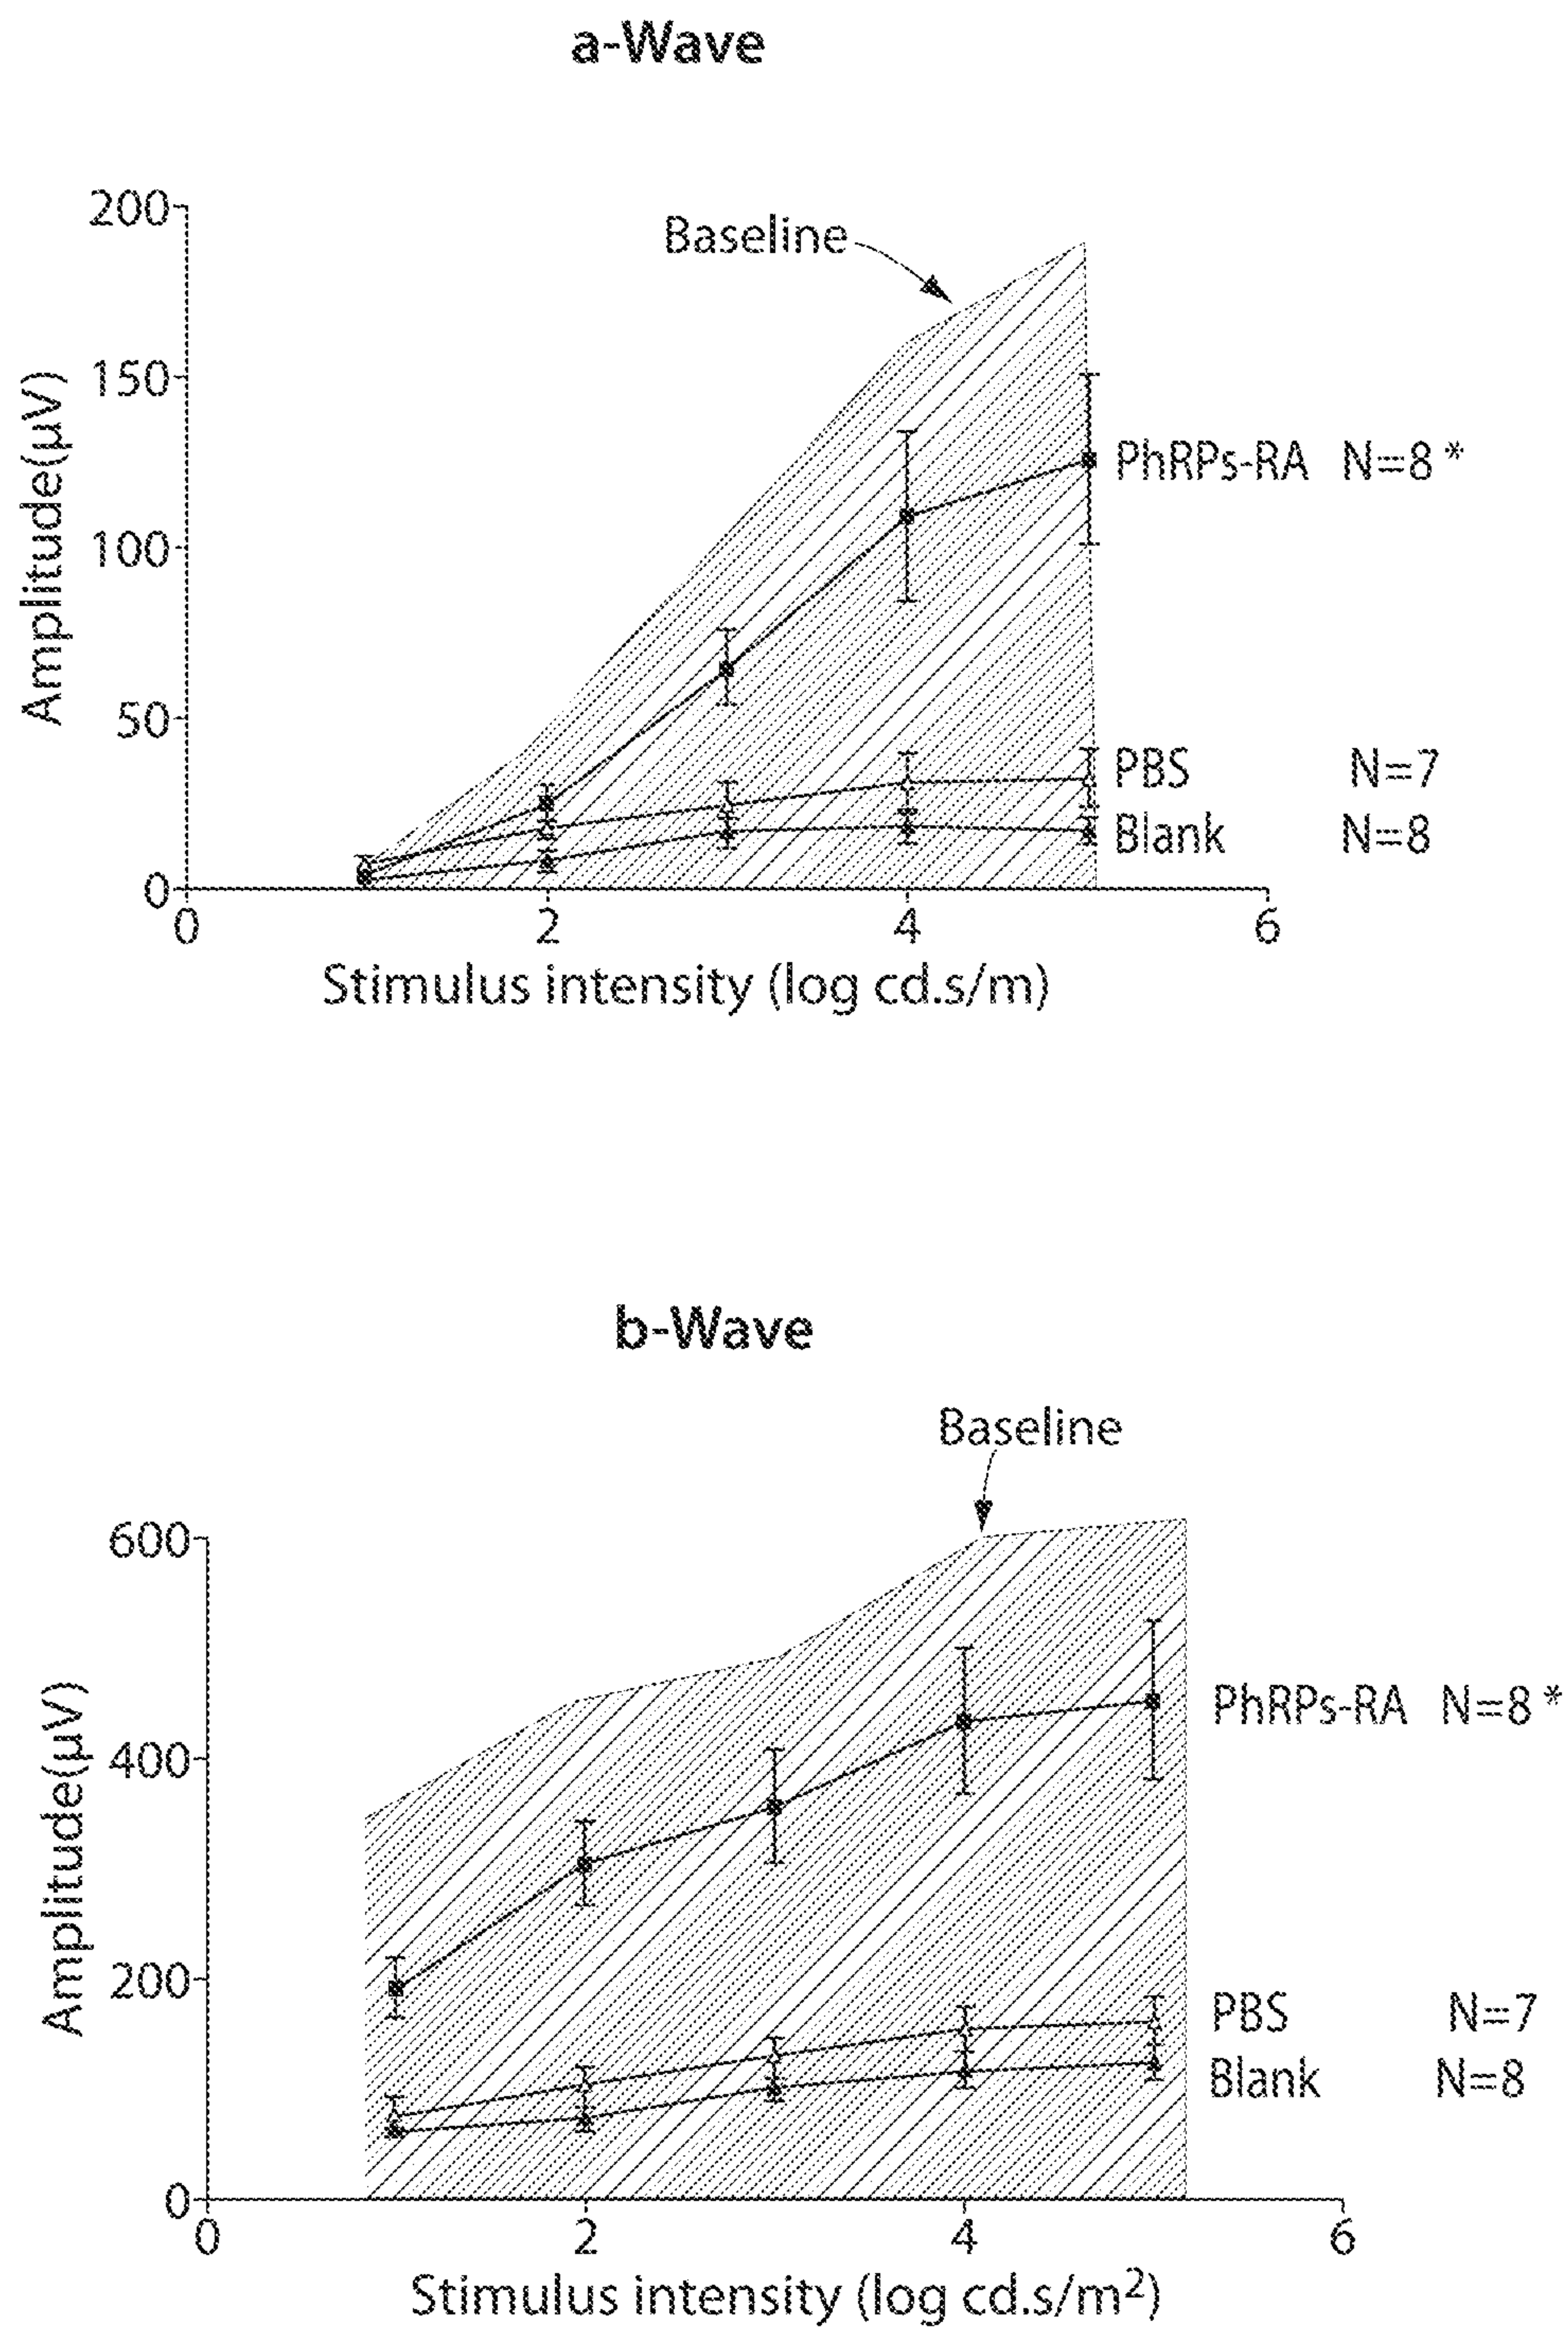 a-Wave
Baseline
200
150
100
50
0
Amplitude(μV)
PhRPs-RA N=8 *
PBS N=7
Blank N=8
0 2 4 6
Stimulus intensity (log cd.s/m)
b-Wave
Baseline
600
400
200
0
Amplitude(μV)
PhRPs-RA N=8 *
PBS N=7
Blank N=8
0 2 4 6
Stimulus intensity (log cd.s/m²)